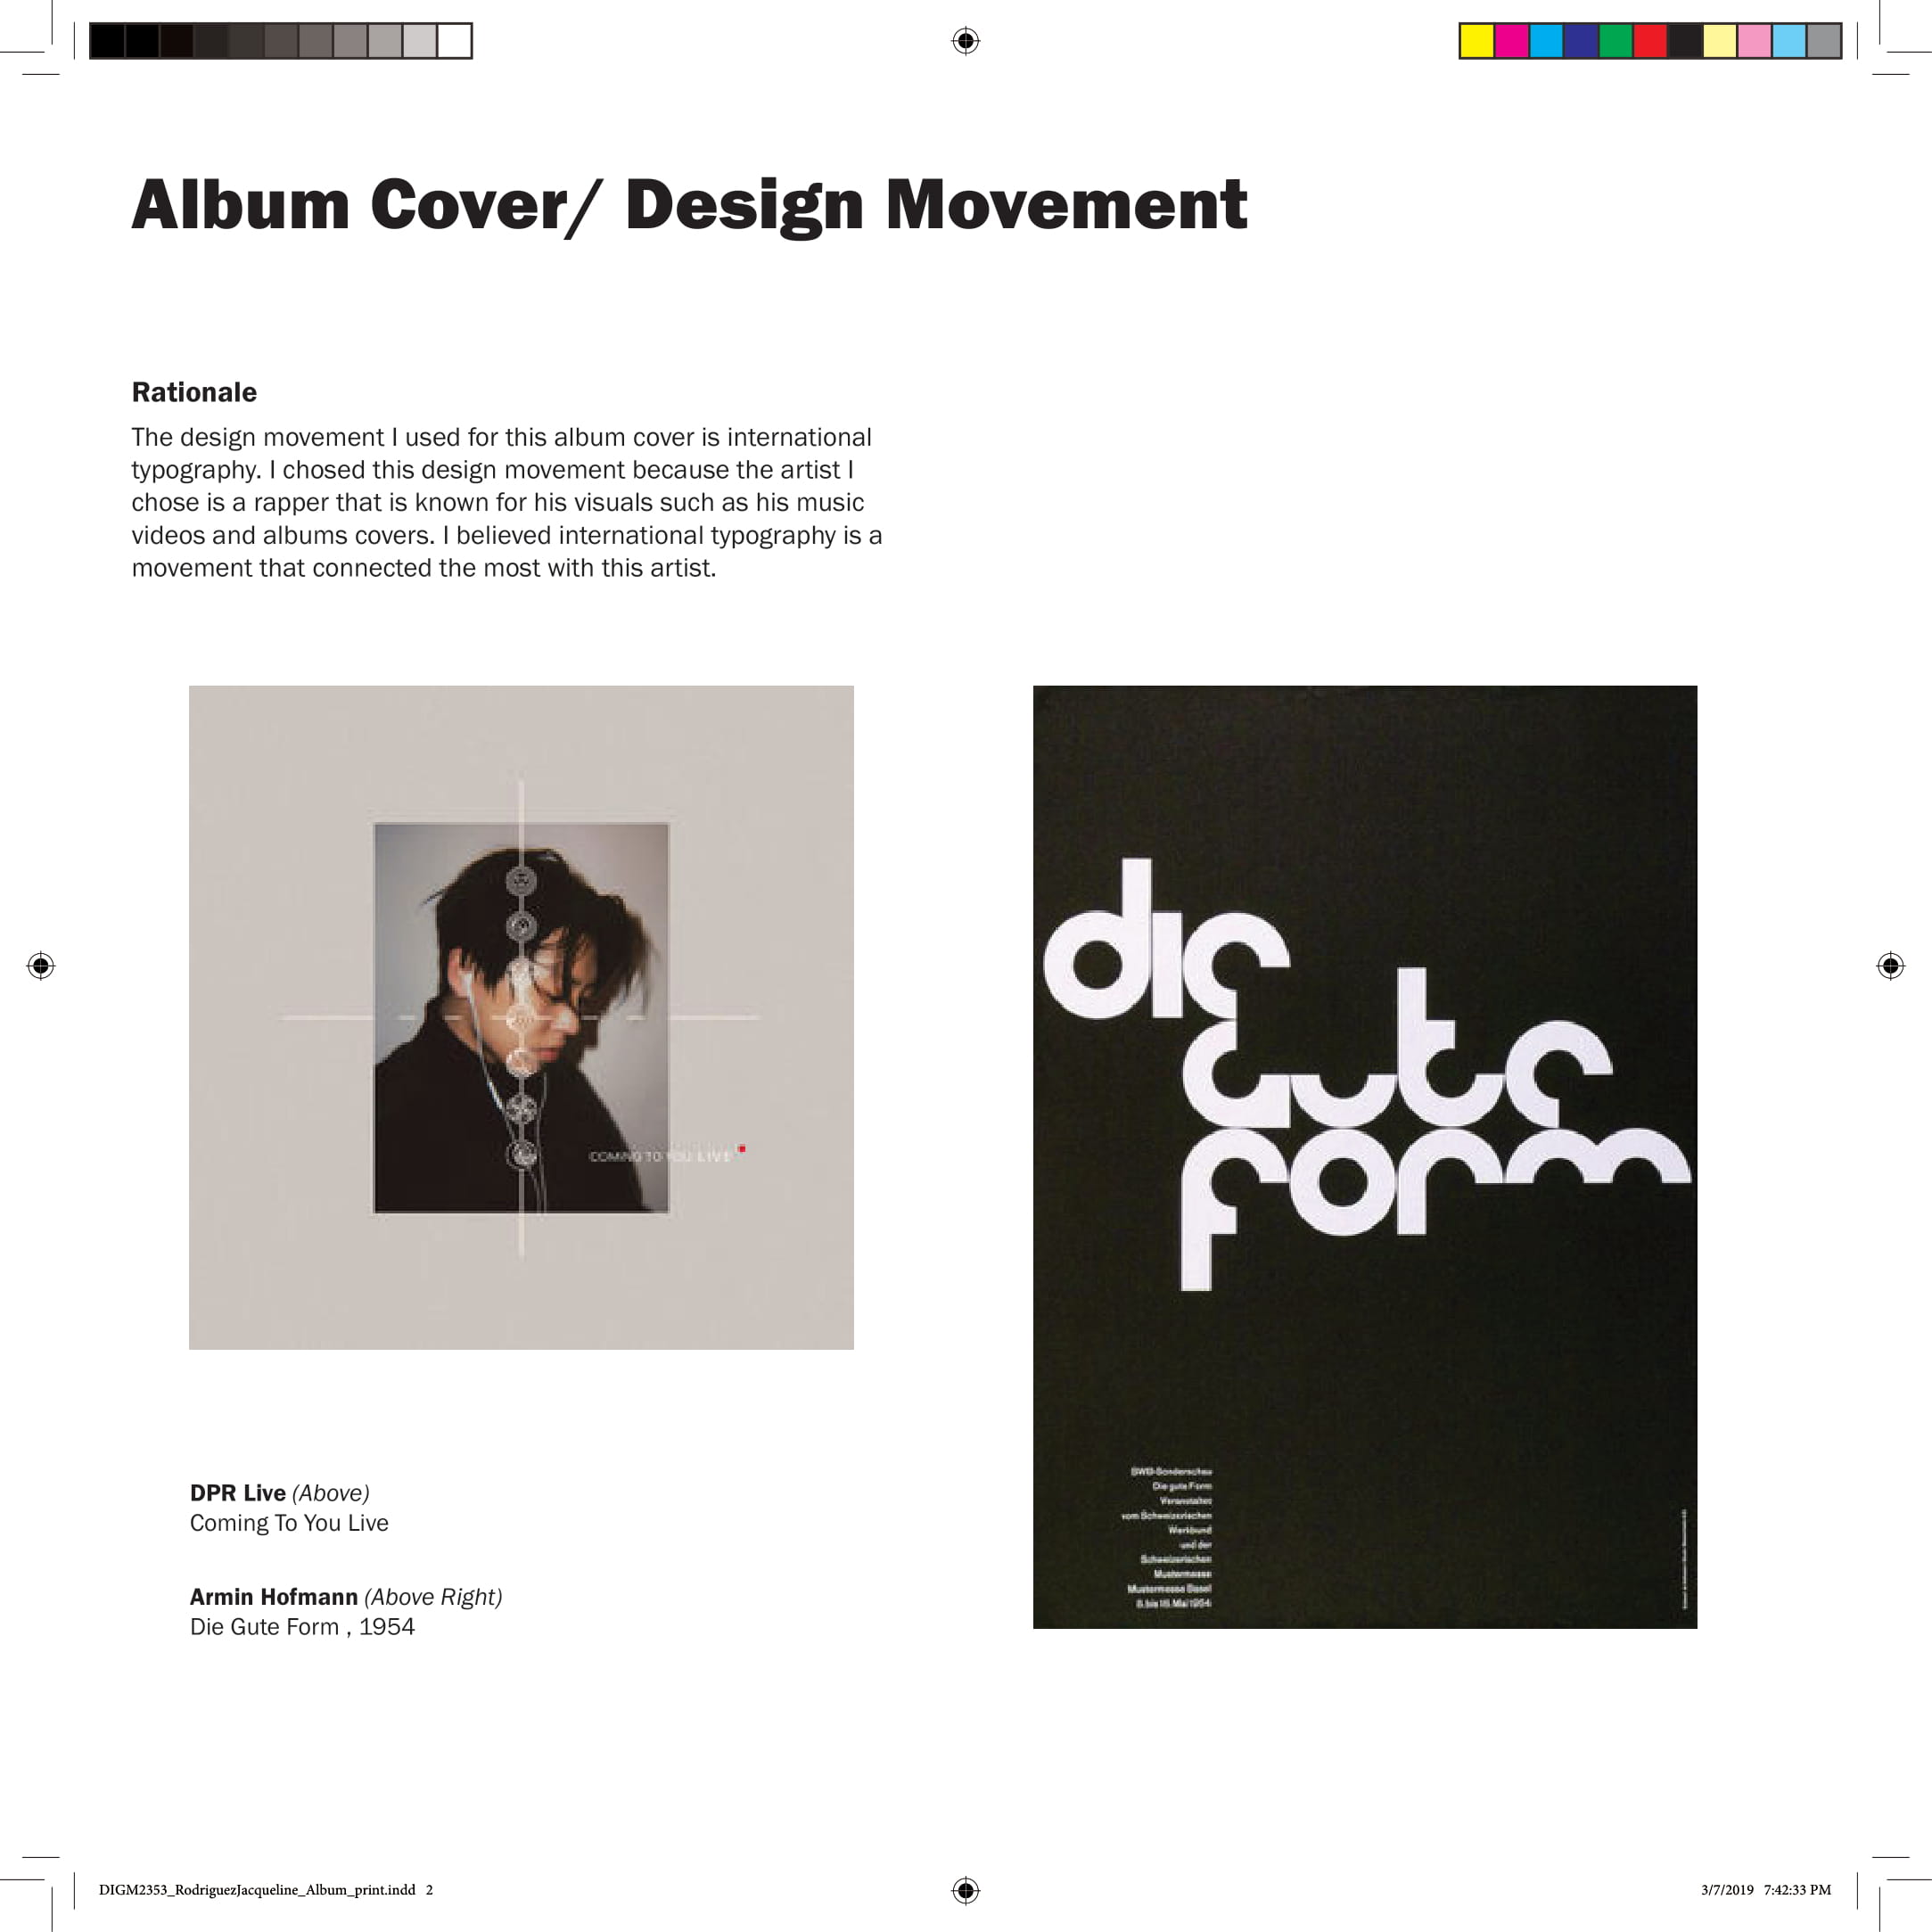 Album Cover/ Design Movement
Rationale
The design movement I used for this album cover is international
typography. I chosed this design movement because the artist I
chose is a rapper that is known for his visuals such as his music
videos and albums covers. I believed international typography is a
movement that connected the most with this artist.
COMING TO YOU LIVE
die
gute
form
SWB-Sonderschau
Die gute Form
Veranstaltet
vom Schweizerischen
Werkbund
und der
Schweizerischen
Mustermesse
Mustermesse Basel
8. bis 18. Mai 1954
DPR Live (Above)
Coming To You Live
Armin Hofmann (Above Right)
Die Gute Form , 1954
DIGM2353_RodriguezJacqueline_Album_print.indd 2
3/7/2019 7:42:33 PM